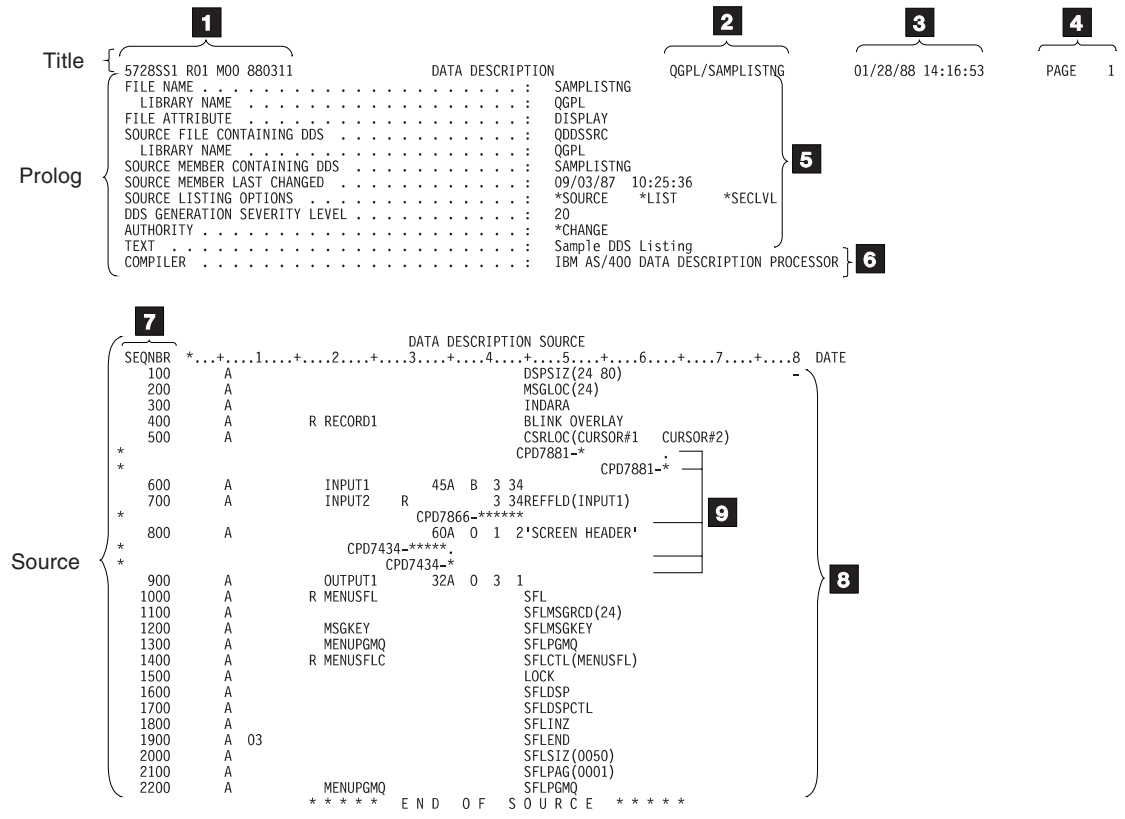 1 2 3 4
Title
5728SS1 R01 M00 880311 DATA DESCRIPTION QGPL/SAMPLISTNG 01/28/88 14:16:53 PAGE 1
FILE NAME . . . . . . . . . . . . . . . . . . . . . : SAMPLISTNG
LIBRARY NAME . . . . . . . . . . . . . . . . . . : QGPL
FILE ATTRIBUTE . . . . . . . . . . . . . . . . . . : DISPLAY
SOURCE FILE CONTAINING DDS . . . . . . . . . . . . : QDDSSRC
LIBRARY NAME . . . . . . . . . . . . . . . . . . : QGPL
5
SOURCE MEMBER CONTAINING DDS . . . . . . . . . . . : SAMPLISTNG
Prolog
SOURCE MEMBER LAST CHANGED . . . . . . . . . . . . : 09/03/87 10:25:36
SOURCE LISTING OPTIONS . . . . . . . . . . . . . . : *SOURCE *LIST *SECLVL
DDS GENERATION SEVERITY LEVEL . . . . . . . . . . . : 20
AUTHORITY . . . . . . . . . . . . . . . . . . . . . : *CHANGE
TEXT . . . . . . . . . . . . . . . . . . . . . . . : Sample DDS Listing
COMPILER . . . . . . . . . . . . . . . . . . . . . : IBM AS/400 DATA DESCRIPTION PROCESSOR 6
7
DATA DESCRIPTION SOURCE
SEQNBR *...+....1....+....2....+....3....+....4....+....5....+....6....+....7....+....8 DATE
100 A DSPSIZ(24 80) -
200 A MSGLOC(24)
300 A INDARA
400 A R RECORD1 BLINK OVERLAY
500 A CSRLOC(CURSOR#1 CURSOR#2)
* CPD7881-* .
* CPD7881-*
600 A INPUT1 45A B 3 34
700 A INPUT2 R 3 34REFFLD(INPUT1)
* CPD7866-******
9
800 A 60A O 1 2'SCREEN HEADER'
* CPD7434-*****.
Source
* CPD7434-*
900 A OUTPUT1 32A O 3 1
8
1000 A R MENUSFL SFL
1100 A SFLMSGRCD(24)
1200 A MSGKEY SFLMSGKEY
1300 A MENUPGMQ SFLPGMQ
1400 A R MENUSFLC SFLCTL(MENUSFL)
1500 A LOCK
1600 A SFLDSP
1700 A SFLDSPCTL
1800 A SFLINZ
1900 A 03 SFLEND
2000 A SFLSIZ(0050)
2100 A SFLPAG(0001)
2200 A MENUPGMQ SFLPGMQ
* * * * * E N D O F S O U R C E * * * * *